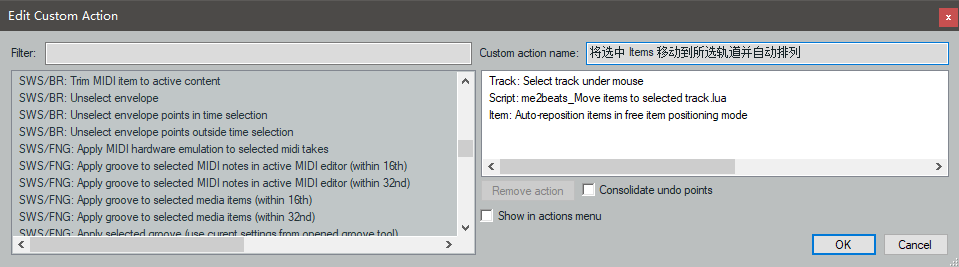 Edit Custom Action
Filter:
Custom action name: 将选中 Items 移动到所选轨道并自动排列
SWS/BR: Trim MIDI item to active content
SWS/BR: Unselect envelope
SWS/BR: Unselect envelope points in time selection
SWS/BR: Unselect envelope points outside time selection
SWS/FNG: Apply MIDI hardware emulation to selected midi takes
SWS/FNG: Apply groove to selected MIDI notes in active MIDI editor (within 16th)
SWS/FNG: Apply groove to selected MIDI notes in active MIDI editor (within 32nd)
SWS/FNG: Apply groove to selected media items (within 16th)
SWS/FNG: Apply groove to selected media items (within 32nd)
SWS/FNG: Apply selected groove (use curent settings from opened groove tool)
Track: Select track under mouse
Script: me2beats_Move items to selected track.lua
Item: Auto-reposition items in free item positioning mode
Remove action
Consolidate undo points
Show in actions menu
OK
Cancel